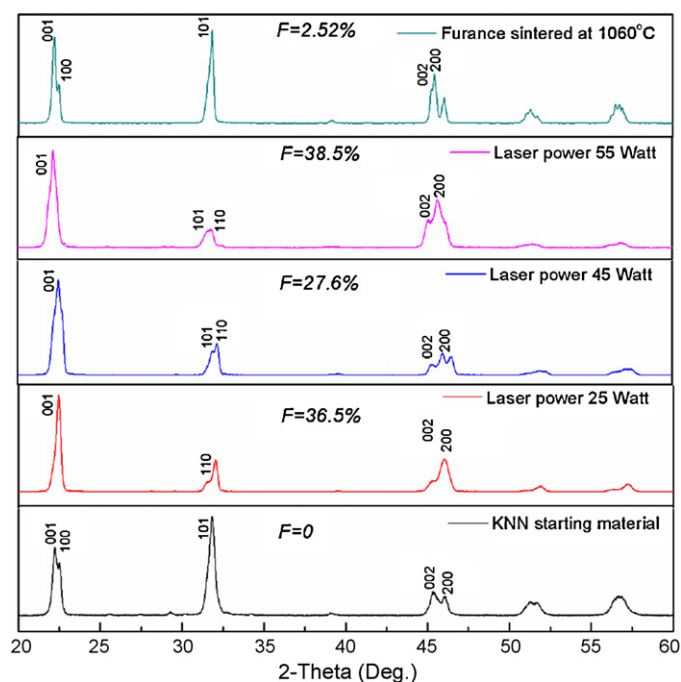 001
100
101
F=2.52%
Furance sintered at 1060°C
002
200
001
F=38.5%
Laser power 55 Watt
101
110
002
200
001
F=27.6%
Laser power 45 Watt
101
110
002
200
001
F=36.5%
Laser power 25 Watt
110
002
200
001
100
101
F=0
KNN starting material
002
200
20 25 30 35 40 45 50 55 60
2-Theta (Deg.)